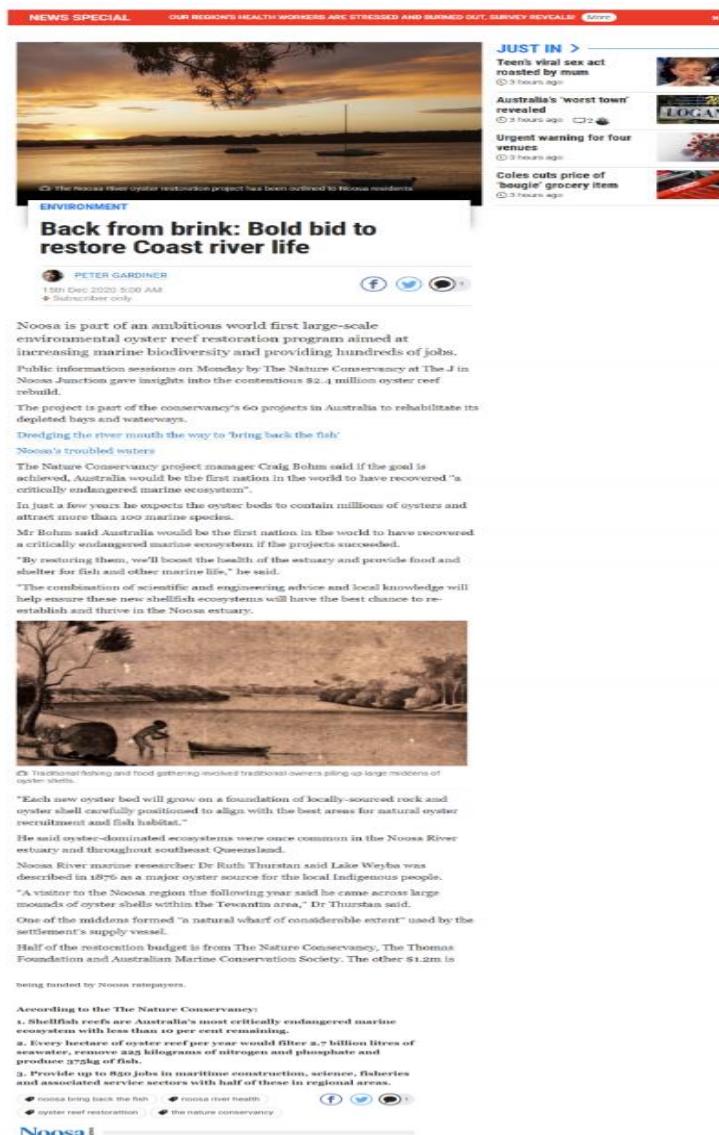 NEWS SPECIAL
OUR REGION'S HEALTH WORKERS ARE STRESSED AND BURNED OUT, SURVEY REVEALS!
More
The Noosa River oyster restoration project has been outlined to Noosa residents
ENVIRONMENT
Back from brink: Bold bid to
restore Coast river life
PETER GARDINER
15th Dec 2020 5:00 AM
Subscriber only
1
JUST IN >
Teen's viral sex act
roasted by mum
3 hours ago
Australia's 'worst town'
revealed
3 hours ago
2
LOGAN
Urgent warning for four
venues
3 hours ago
Coles cuts price of
'bougie' grocery item
3 hours ago
Noosa is part of an ambitious world first large-scale
environmental oyster reef restoration program aimed at
increasing marine biodiversity and providing hundreds of jobs.
Public information sessions on Monday by The Nature Conservancy at The J in
Noosa Junction gave insights into the contentious $2.4 million oyster reef
rebuild.
The project is part of the conservancy's 60 projects in Australia to rehabilitate its
depleted bays and waterways.
Dredging the river mouth the way to 'bring back the fish'
Noosa's troubled waters
The Nature Conservancy project manager Craig Bohm said if the goal is
achieved, Australia would be the first nation in the world to have recovered "a
critically endangered marine ecosystem".
In just a few years he expects the oyster beds to contain millions of oysters and
attract more than 100 marine species.
Mr Bohm said Australia would be the first nation in the world to have recovered
a critically endangered marine ecosystem if the projects succeeded.
"By restoring them, we'll boost the health of the estuary and provide food and
shelter for fish and other marine life," he said.
"The combination of scientific and engineering advice and local knowledge will
help ensure these new shellfish ecosystems will have the best chance to re-
establish and thrive in the Noosa estuary.
Traditional fishing and food gathering involved traditional owners piling up large middens of
oyster shells.
"Each new oyster bed will grow on a foundation of locally-sourced rock and
oyster shell carefully positioned to align with the best areas for natural oyster
recruitment and fish habitat."
He said oyster-dominated ecosystems were once common in the Noosa River
estuary and throughout southeast Queensland.
Noosa River marine researcher Dr Ruth Thurstan said Lake Weyba was
described in 1876 as a major oyster source for the local Indigenous people.
"A visitor to the Noosa region the following year said he came across large
mounds of oyster shells within the Tewantin area," Dr Thurstan said.
One of the middens formed "a natural wharf of considerable extent" used by the
settlement's supply vessel.
Half of the restoration budget is from The Nature Conservancy, The Thomas
Foundation and Australian Marine Conservation Society. The other $1.2m is
being funded by Noosa ratepayers.
According to the The Nature Conservancy:
1. Shellfish reefs are Australia's most critically endangered marine
ecosystem with less than 10 per cent remaining.
2. Every hectare of oyster reef per year would filter 2.7 billion litres of
seawater, remove 225 kilograms of nitrogen and phosphate and
produce 375kg of fish.
3. Provide up to 850 jobs in maritime construction, science, fisheries
and associated service sectors with half of these in regional areas.
noosa bring back the fish
noosa river health
1
oyster reef restorattion
the nature conservancy
Noosa